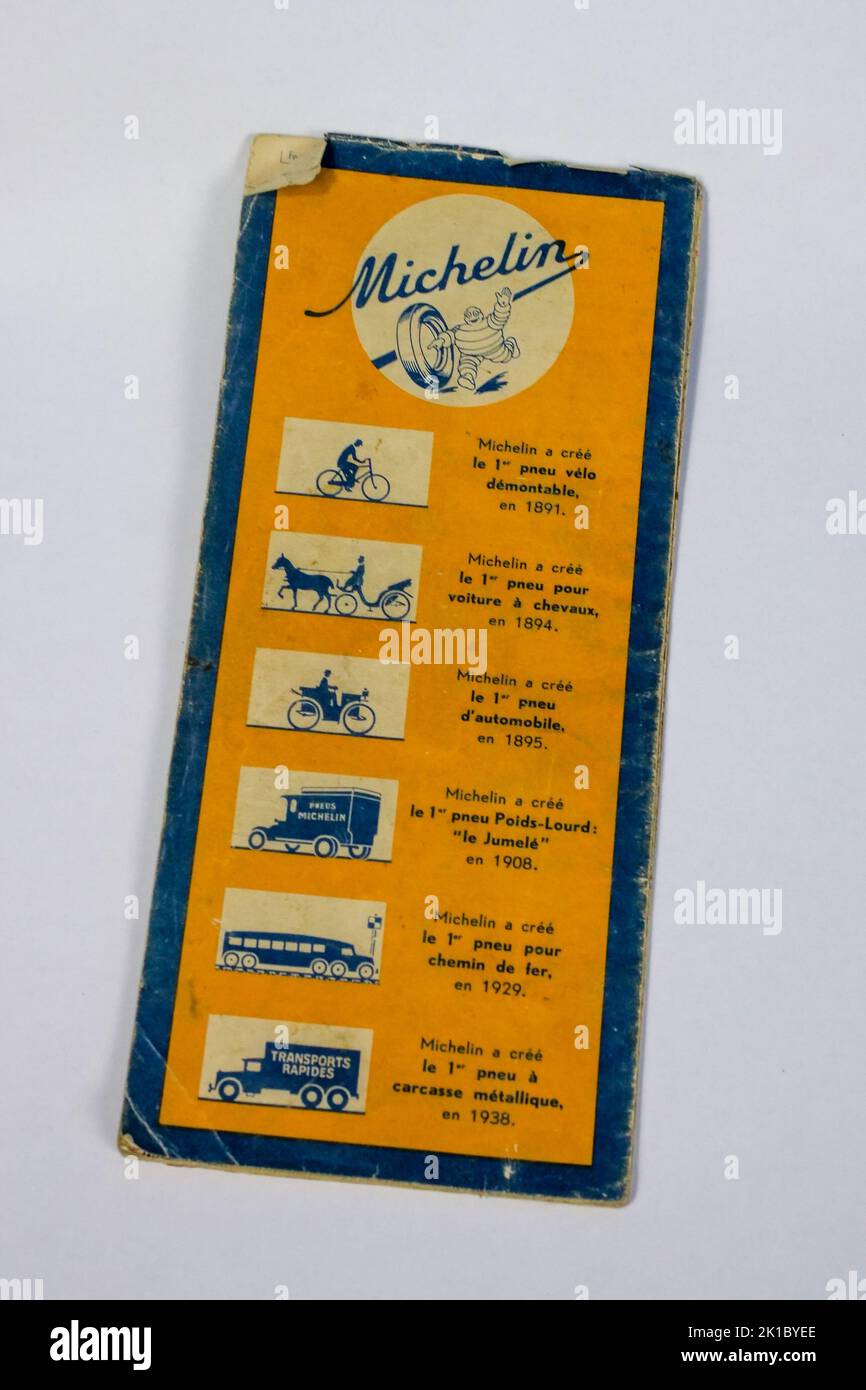 Michelin
Michelin a créé
le 1er pneu vélo
démontable,
en 1891.
Michelin a créé
le 1er pneu pour
voiture à chevaux,
en 1894.
Michelin a créé
le 1er pneu
d'automobile,
en 1895.
PNEUS
MICHELIN
Michelin a créé
le 1er pneu Poids-Lourd:
"le Jumelé"
en 1908.
Michelin a créé
le 1er pneu pour
chemin de fer,
en 1929.
TRANSPORTS
RAPIDES
Michelin a créé
le 1er pneu à
carcasse métallique,
en 1938.
alamy
alamy
alamy
a alamy
Image ID: 2K1BYEE
www.alamy.com